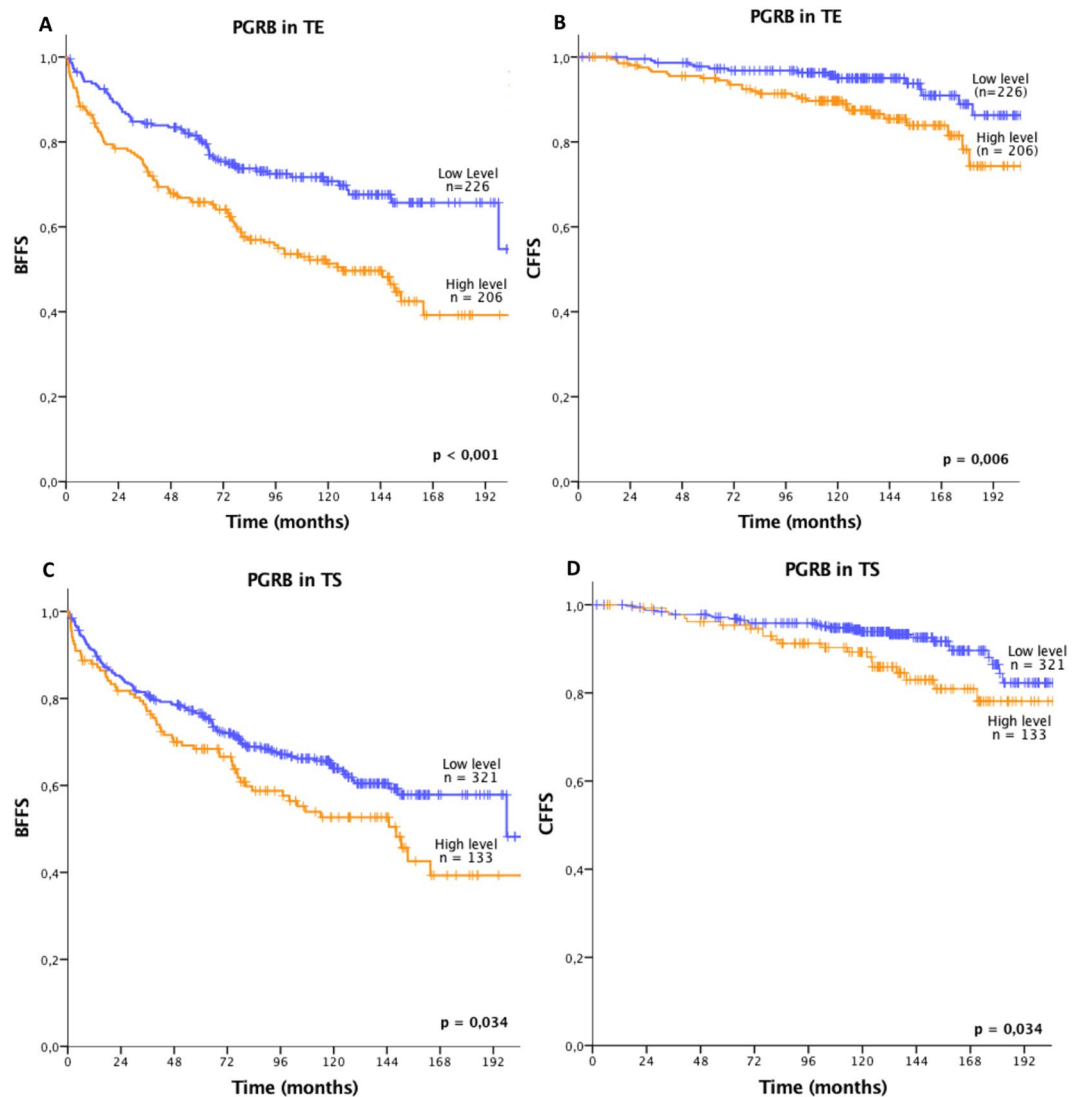 A
PGRB in TE
1,0
0,8
0,6
0,4
0,2
0,0
BFFS
Low Level
n=226
High level
n = 206
p < 0,001
0 24 48 72 96 120 144 168 192
Time (months)
B
PGRB in TE
1,0
0,8
0,6
0,4
0,2
0,0
CFFS
Low level
(n=226)
High level
(n = 206)
p = 0,006
0 24 48 72 96 120 144 168 192
Time (months)
C
PGRB in TS
1,0
0,8
0,6
0,4
0,2
0,0
BFFS
Low level
n = 321
High level
n = 133
p = 0,034
0 24 48 72 96 120 144 168 192
Time (months)
D
PGRB in TS
1,0
0,8
0,6
0,4
0,2
0,0
CFFS
Low level
n = 321
High level
n = 133
p = 0,034
0 24 48 72 96 120 144 168 192
Time (months)